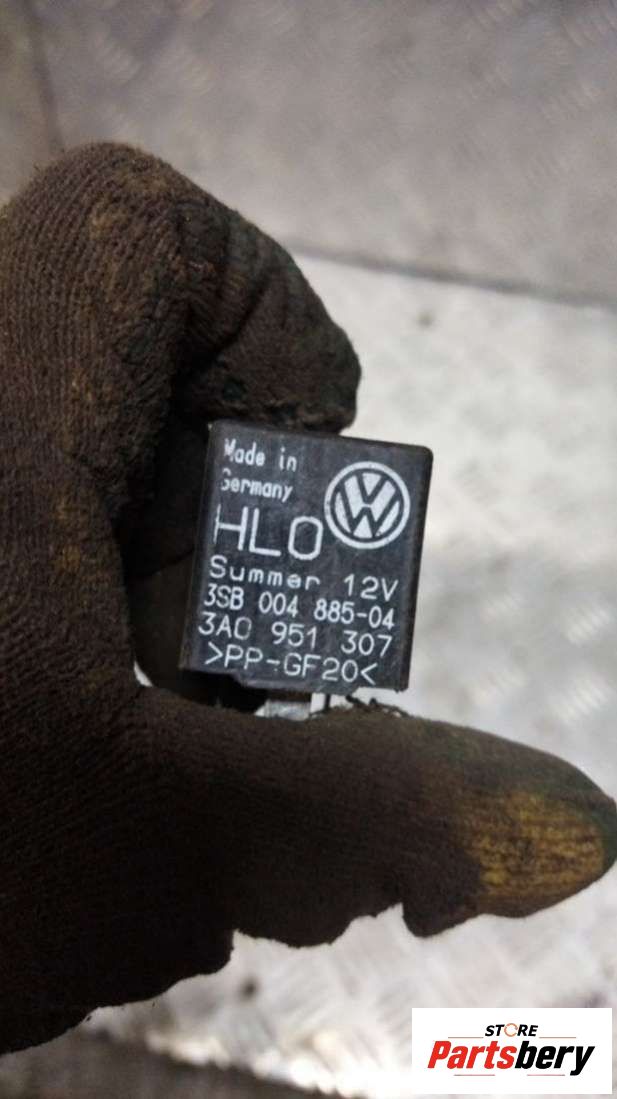 Made in
Germany
HLO
Summer 12V
3SB 004 885-04
3A0 951 307
>PP-GF20<
STORE
Partsbery